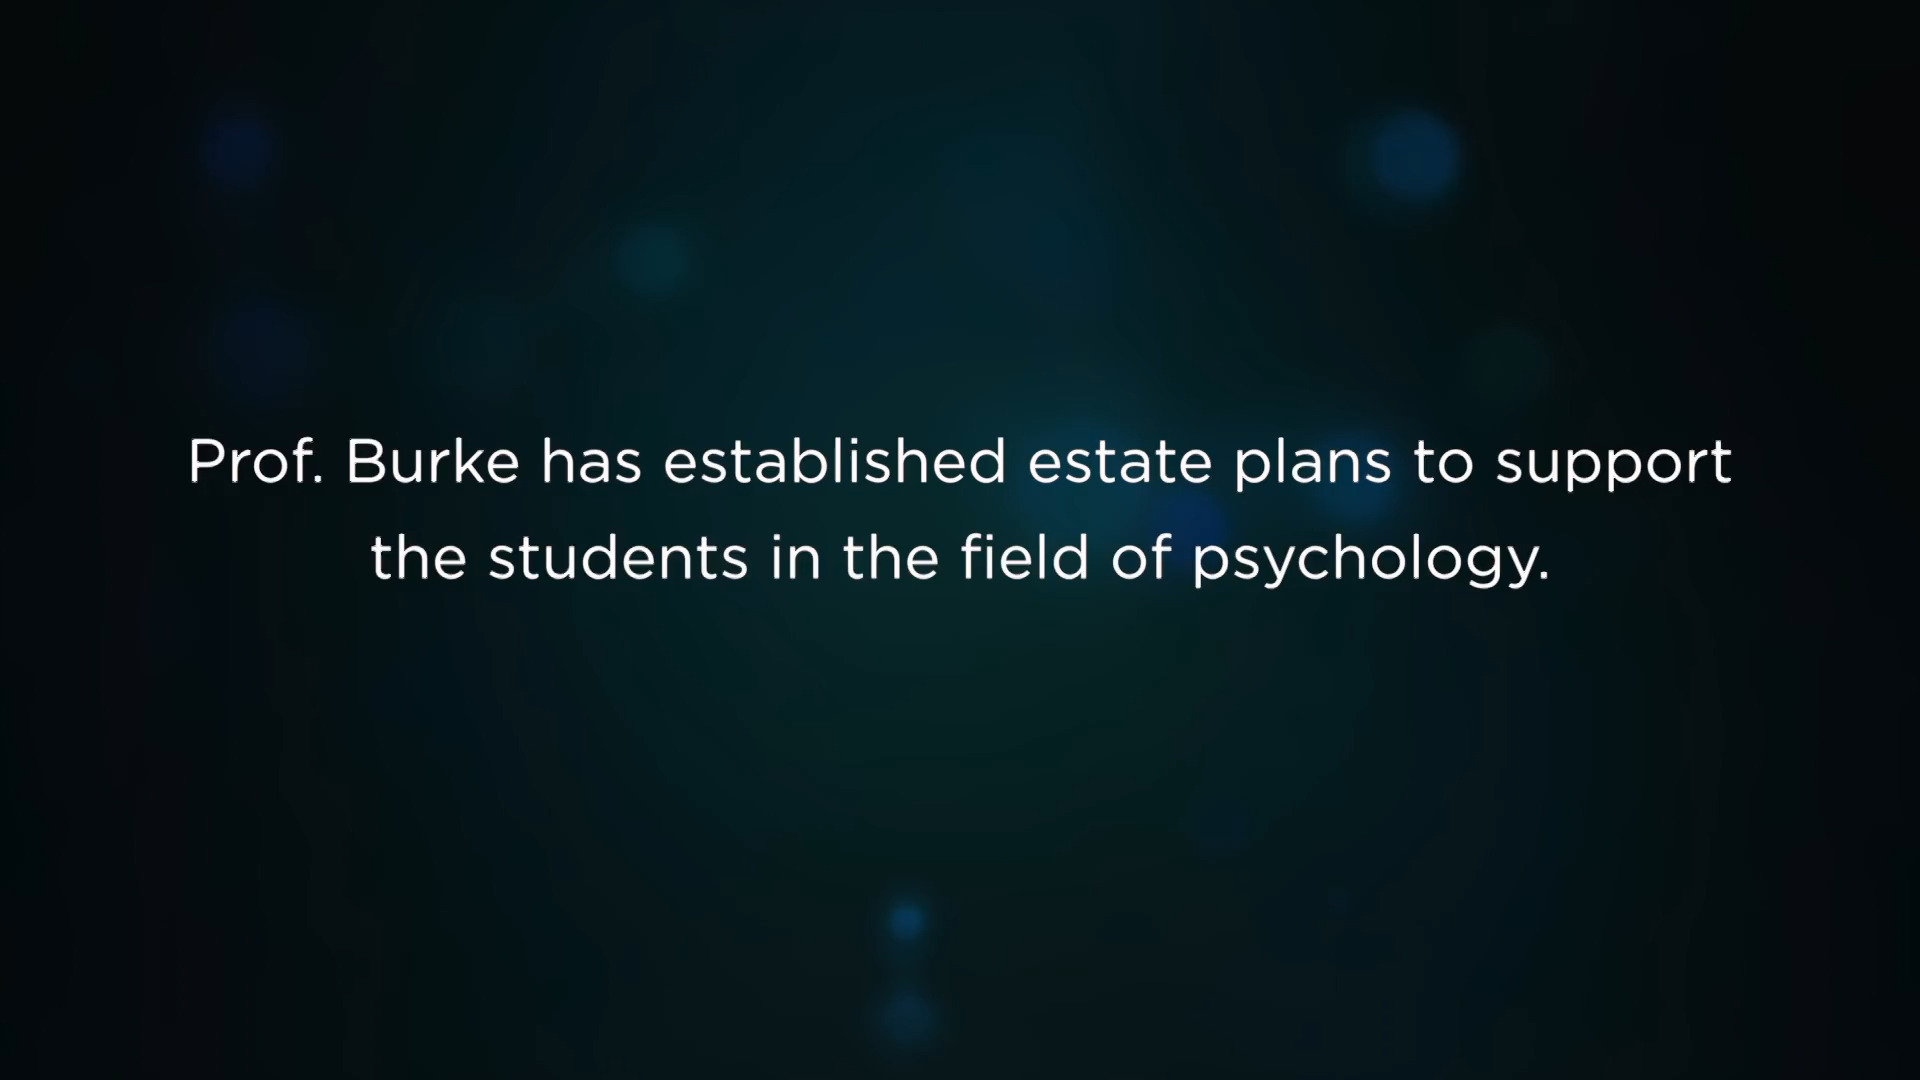 Prof. Burke has established estate plans to support
the students in the field of psychology.